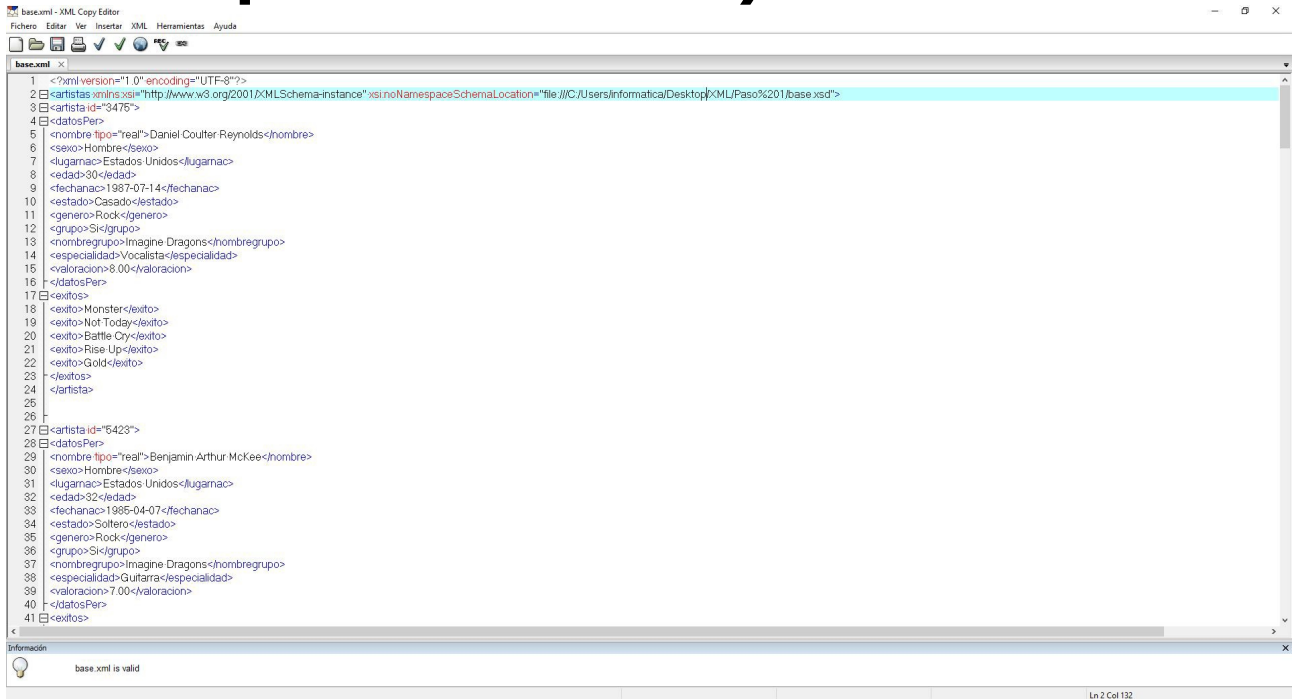 base.xml - XML Copy Editor
Fichero Editar Ver Insertar XML Herramientas Ayuda
base.xml
1 <?xml version="1.0" encoding="UTF-8"?>
2 <artistas xmlns:xsi="http://www.w3.org/2001/XMLSchema-instance" xsi:noNamespaceSchemaLocation="file:///C:/Users/informatica/Desktop/XML/Paso%201/base.xsd">
3 <artista id="3475">
4 <datosPer>
5 <nombre tipo="real">Daniel Coulter Reynolds</nombre>
6 <sexo>Hombre</sexo>
7 <lugarnac>Estados Unidos</lugarnac>
8 <edad>30</edad>
9 <fechanac>1987-07-14</fechanac>
10 <estado>Casado</estado>
11 <genero>Rock</genero>
12 <grupo>Si</grupo>
13 <nombregrupo>Imagine Dragons</nombregrupo>
14 <especialidad>Vocalista</especialidad>
15 <valoracion>8.00</valoracion>
16 </datosPer>
17 <exitos>
18 <exito>Monster</exito>
19 <exito>Not Today</exito>
20 <exito>Battle Cry</exito>
21 <exito>Rise Up</exito>
22 <exito>Gold</exito>
23 </exitos>
24 </artista>
25
26
27 <artista id="5423">
28 <datosPer>
29 <nombre tipo="real">Benjamin Arthur McKee</nombre>
30 <sexo>Hombre</sexo>
31 <lugarnac>Estados Unidos</lugarnac>
32 <edad>32</edad>
33 <fechanac>1985-04-07</fechanac>
34 <estado>Soltero</estado>
35 <genero>Rock</genero>
36 <grupo>Si</grupo>
37 <nombregrupo>Imagine Dragons</nombregrupo>
38 <especialidad>Guitarra</especialidad>
39 <valoracion>7.00</valoracion>
40 </datosPer>
41 <exitos>
Información
base.xml is valid
Ln 2 Col 132